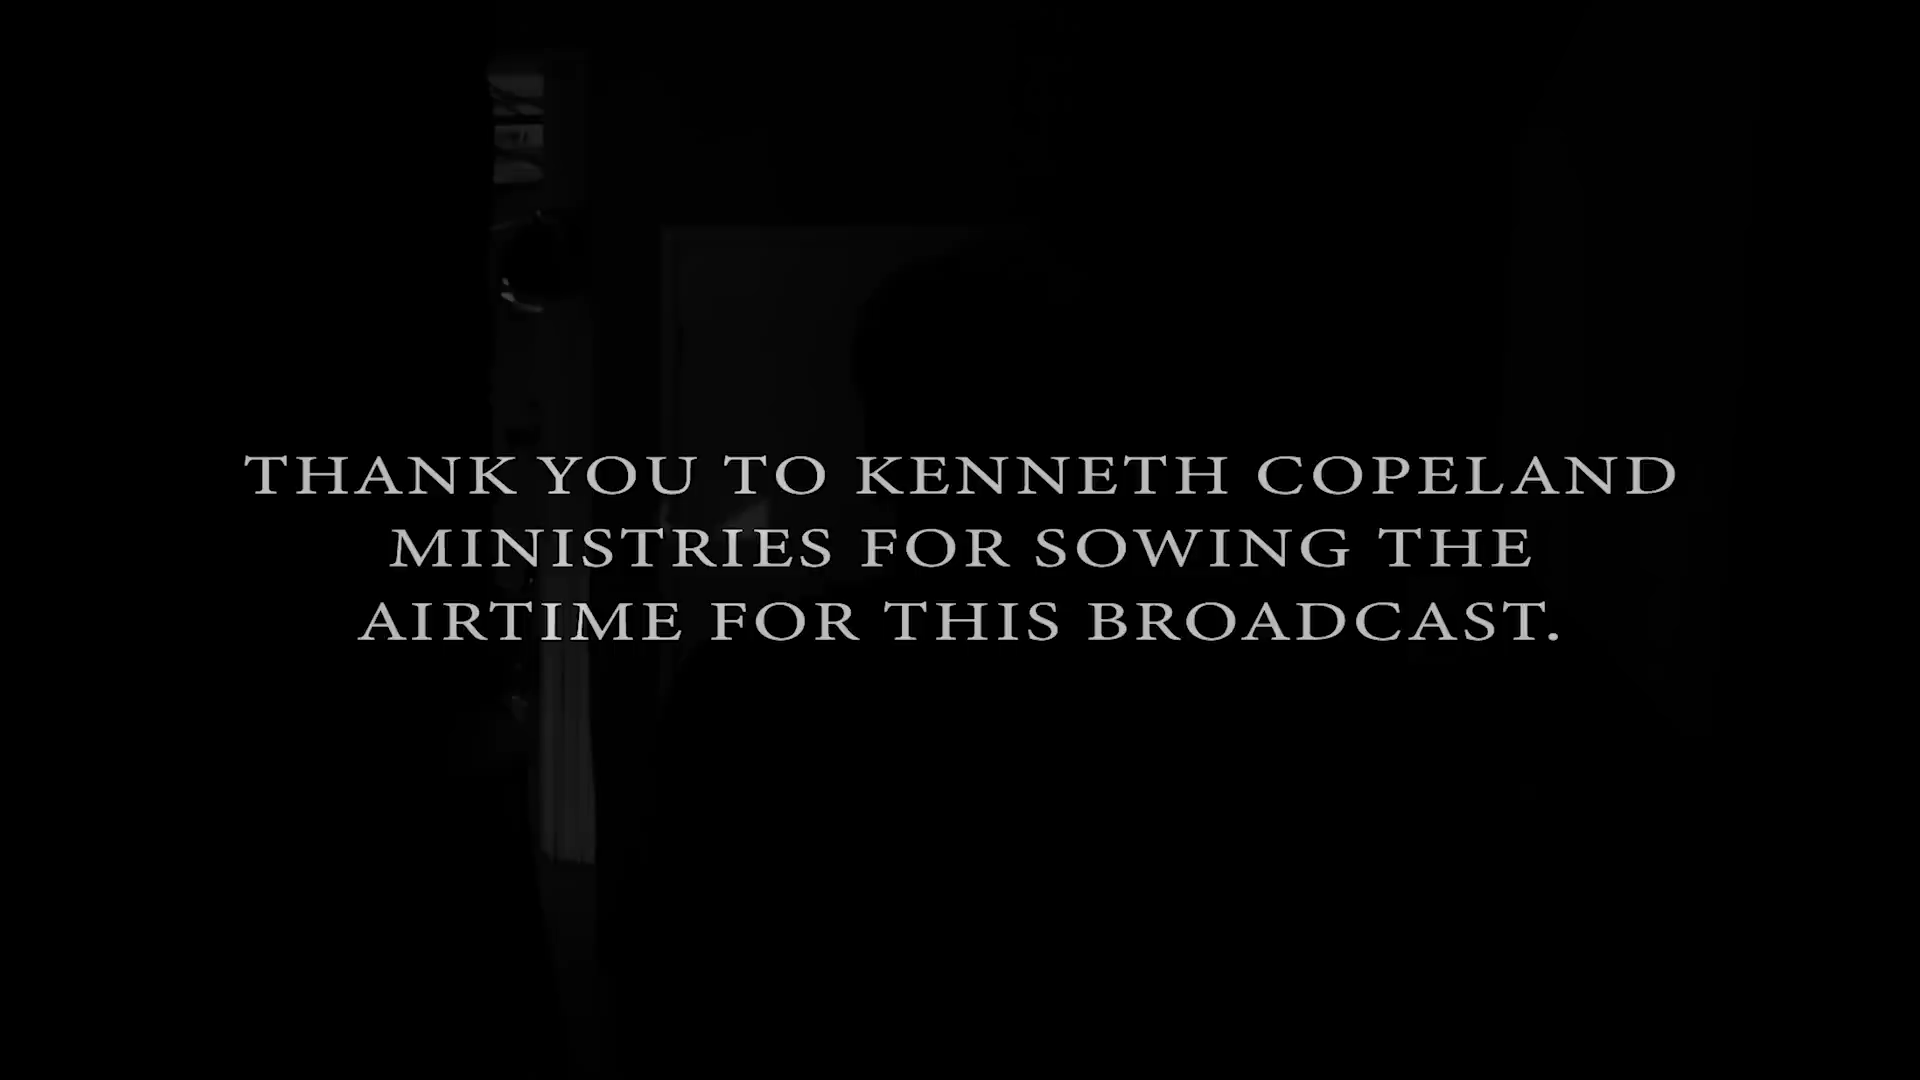 THANK YOU TO KENNETH COPELAND
MINISTRIES FOR SOWING THE
AIRTIME FOR THIS BROADCAST.